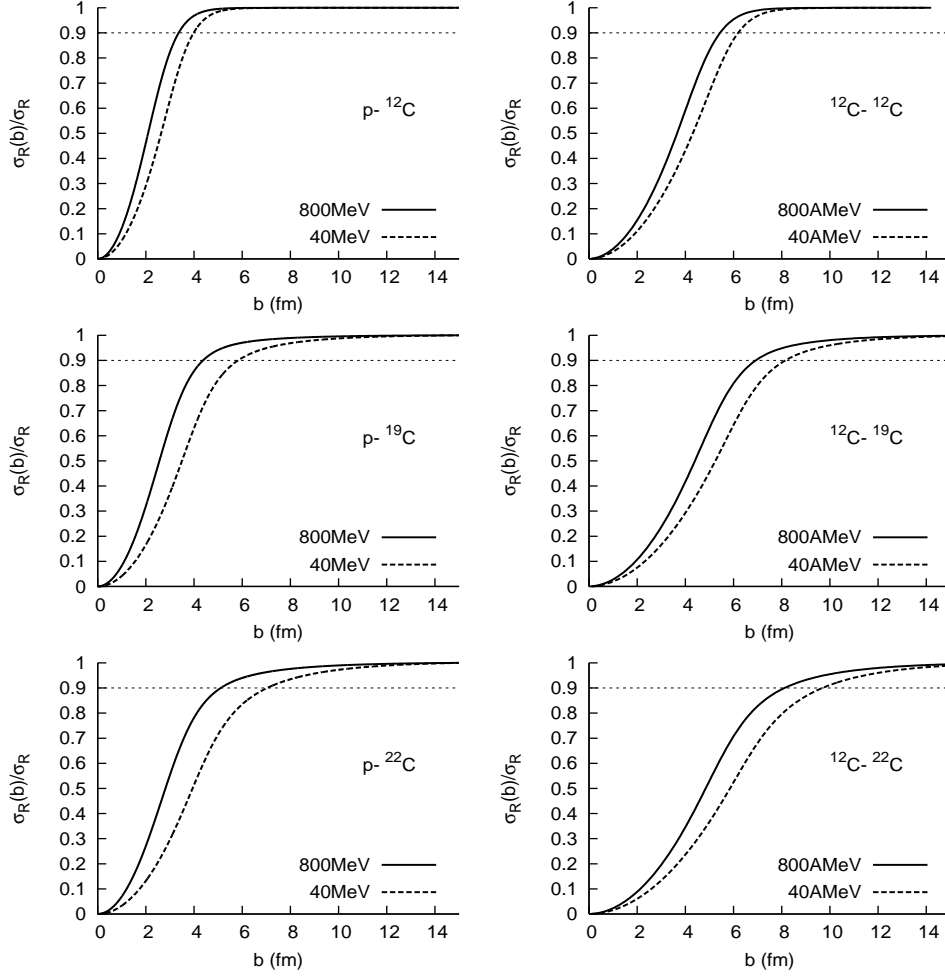 1
0.9
0.8
0.7
0.6
0.5
0.4
0.3
0.2
0.1
0
σR(b)/σR
p- ¹²C
800MeV
40MeV
0 2 4 6 8 10 12 14
b (fm)
1
0.9
0.8
0.7
0.6
0.5
0.4
0.3
0.2
0.1
0
σR(b)/σR
¹²C- ¹²C
800AMeV
40AMeV
0 2 4 6 8 10 12 14
b (fm)
1
0.9
0.8
0.7
0.6
0.5
0.4
0.3
0.2
0.1
0
σR(b)/σR
p- ¹⁹C
800MeV
40MeV
0 2 4 6 8 10 12 14
b (fm)
1
0.9
0.8
0.7
0.6
0.5
0.4
0.3
0.2
0.1
0
σR(b)/σR
¹²C- ¹⁹C
800AMeV
40AMeV
0 2 4 6 8 10 12 14
b (fm)
1
0.9
0.8
0.7
0.6
0.5
0.4
0.3
0.2
0.1
0
σR(b)/σR
p- ²²C
800MeV
40MeV
0 2 4 6 8 10 12 14
b (fm)
1
0.9
0.8
0.7
0.6
0.5
0.4
0.3
0.2
0.1
0
σR(b)/σR
¹²C- ²²C
800AMeV
40AMeV
0 2 4 6 8 10 12 14
b (fm)